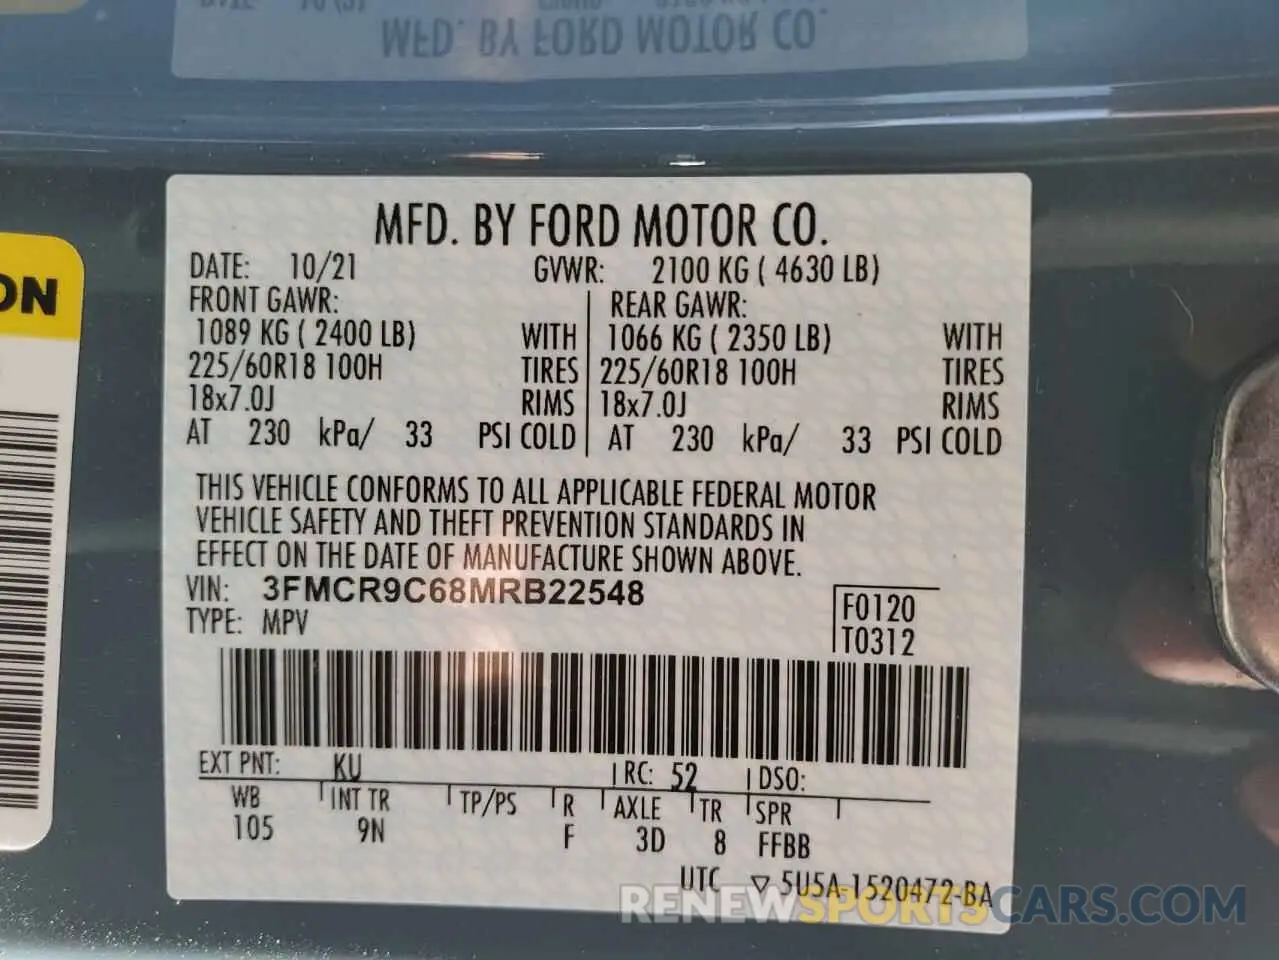 MFD. BY FORD MOTOR CO.
MFD. BY FORD MOTOR CO.
DATE: 10/21 GVWR: 2100 KG ( 4630 LB)
FRONT GAWR: REAR GAWR:
1089 KG ( 2400 LB) WITH 1066 KG ( 2350 LB) WITH
225/60R18 100H TIRES 225/60R18 100H TIRES
18x7.0J RIMS 18x7.0J RIMS
AT 230 kPa/ 33 PSI COLD AT 230 kPa/ 33 PSI COLD
THIS VEHICLE CONFORMS TO ALL APPLICABLE FEDERAL MOTOR
VEHICLE SAFETY AND THEFT PREVENTION STANDARDS IN
EFFECT ON THE DATE OF MANUFACTURE SHOWN ABOVE.
VIN: 3FMCR9C68MRB22548
TYPE: MPV
F0120
T0312
EXT PNT: KU RC: 52 DSO:
WB INT TR TP/PS R AXLE TR SPR
105 9N F 3D 8 FFBB
UTC ▽ 5U5A-1520472-BA
RENEWSPORTSCARS.COM